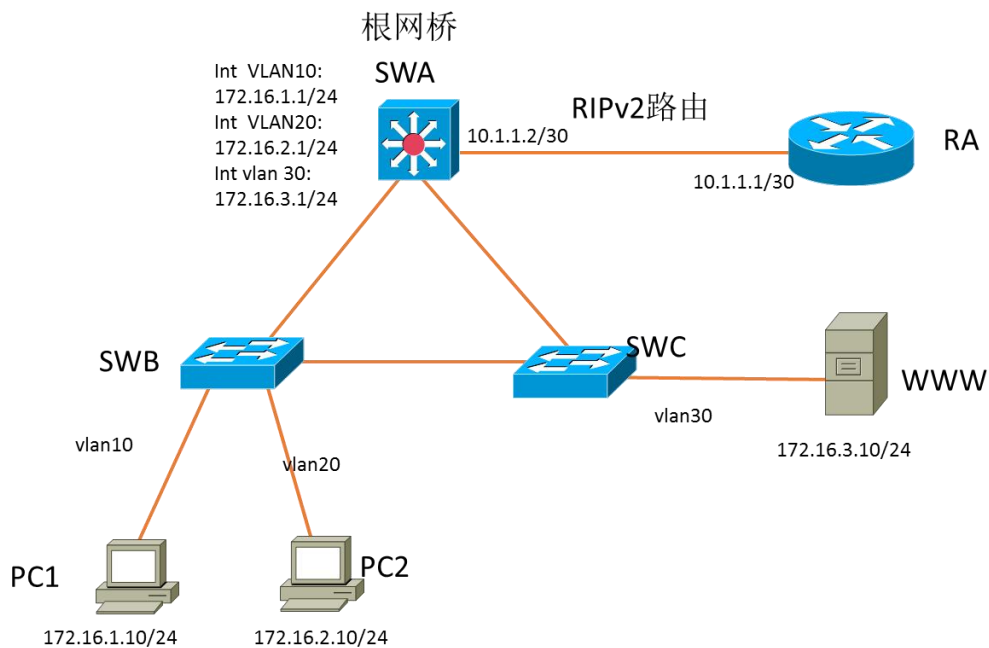 根网桥
SWA
Int VLAN10:
172.16.1.1/24
Int VLAN20:
172.16.2.1/24
Int vlan 30:
172.16.3.1/24
RIPv2路由
10.1.1.2/30
RA
10.1.1.1/30
SWB
SWC
WWW
vlan30
172.16.3.10/24
vlan10
vlan20
PC1
PC2
172.16.1.10/24
172.16.2.10/24